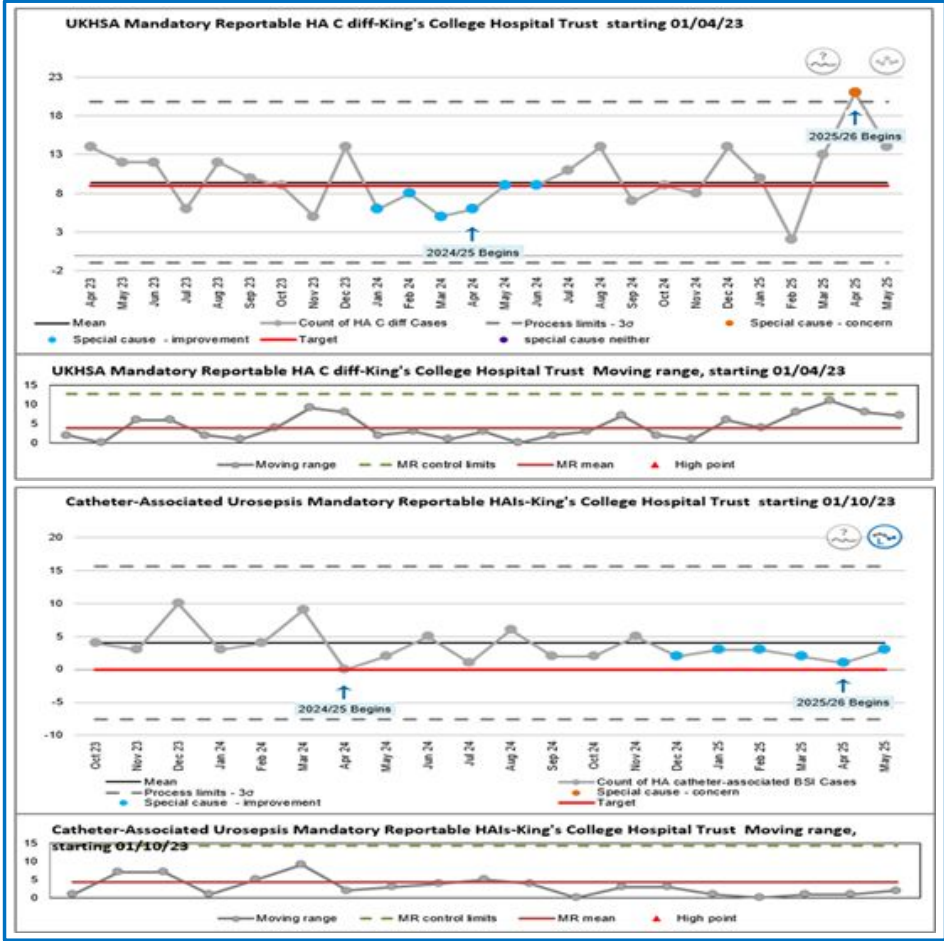 UKHSA Mandatory Reportable HA C diff-King's College Hospital Trust starting 01/04/23
?
23
18
13
8
3
-2
2025/26 Begins
2024/25 Begins
Apr 23
May 23
Jun 23
Jul 23
Aug 23
Sep 23
Oct 23
Nov 23
Dec 23
Jan 24
Feb 24
Mar 24
Apr 24
May 24
Jun 24
Jul 24
Aug 24
Sep 24
Oct 24
Nov 24
Dec 24
Jan 25
Feb 25
Mar 25
Apr 25
May 25
Mean
Count of HA C diff Cases
Process limits - 3σ
Special cause - concern
Special cause - improvement
Target
special cause neither
UKHSA Mandatory Reportable HA C diff-King's College Hospital Trust Moving range, starting 01/04/23
15
10
5
0
Moving range
MR control limits
MR mean
High point
Catheter-Associated Urosepsis Mandatory Reportable HAIs-King's College Hospital Trust starting 01/10/23
?
L
20
15
10
5
0
-5
-10
2024/25 Begins
2025/26 Begins
Oct 23
Nov 23
Dec 23
Jan 24
Feb 24
Mar 24
Apr 24
May 24
Jun 24
Jul 24
Aug 24
Sep 24
Oct 24
Nov 24
Dec 24
Jan 25
Feb 25
Mar 25
Apr 25
May 25
Mean
Count of HA catheter-associated BSI Cases
Process limits - 3σ
Special cause - concern
Special cause - improvement
Target
Catheter-Associated Urosepsis Mandatory Reportable HAIs-King's College Hospital Trust Moving range,
starting 01/10/23
15
10
5
0
Moving range
MR control limits
MR mean
High point